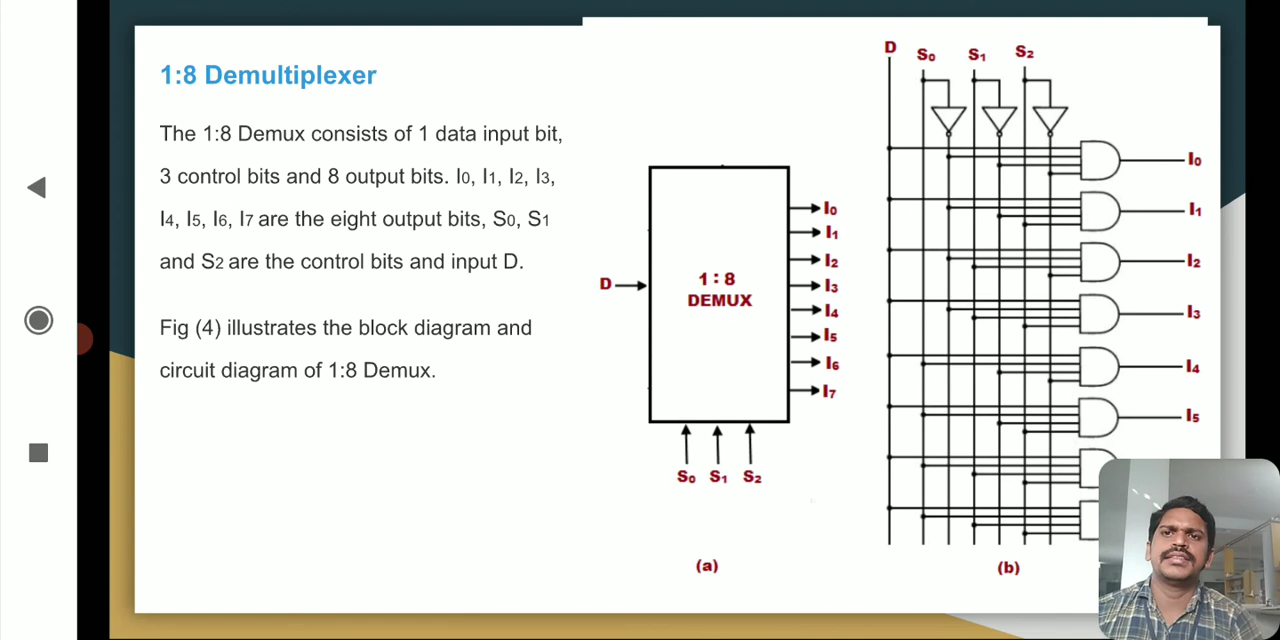 1:8 Demultiplexer
The 1:8 Demux consists of 1 data input bit,
3 control bits and 8 output bits. I0, I1, I2, I3,
I4, I5, I6, I7 are the eight output bits, S0, S1
and S2 are the control bits and input D.
Fig (4) illustrates the block diagram and
circuit diagram of 1:8 Demux.
D
1 : 8
DEMUX
I0
I1
I2
I3
I4
I5
I6
I7
S0 S1 S2
(a)
D S0 S1 S2
I0
I1
I2
I3
I4
I5
(b)